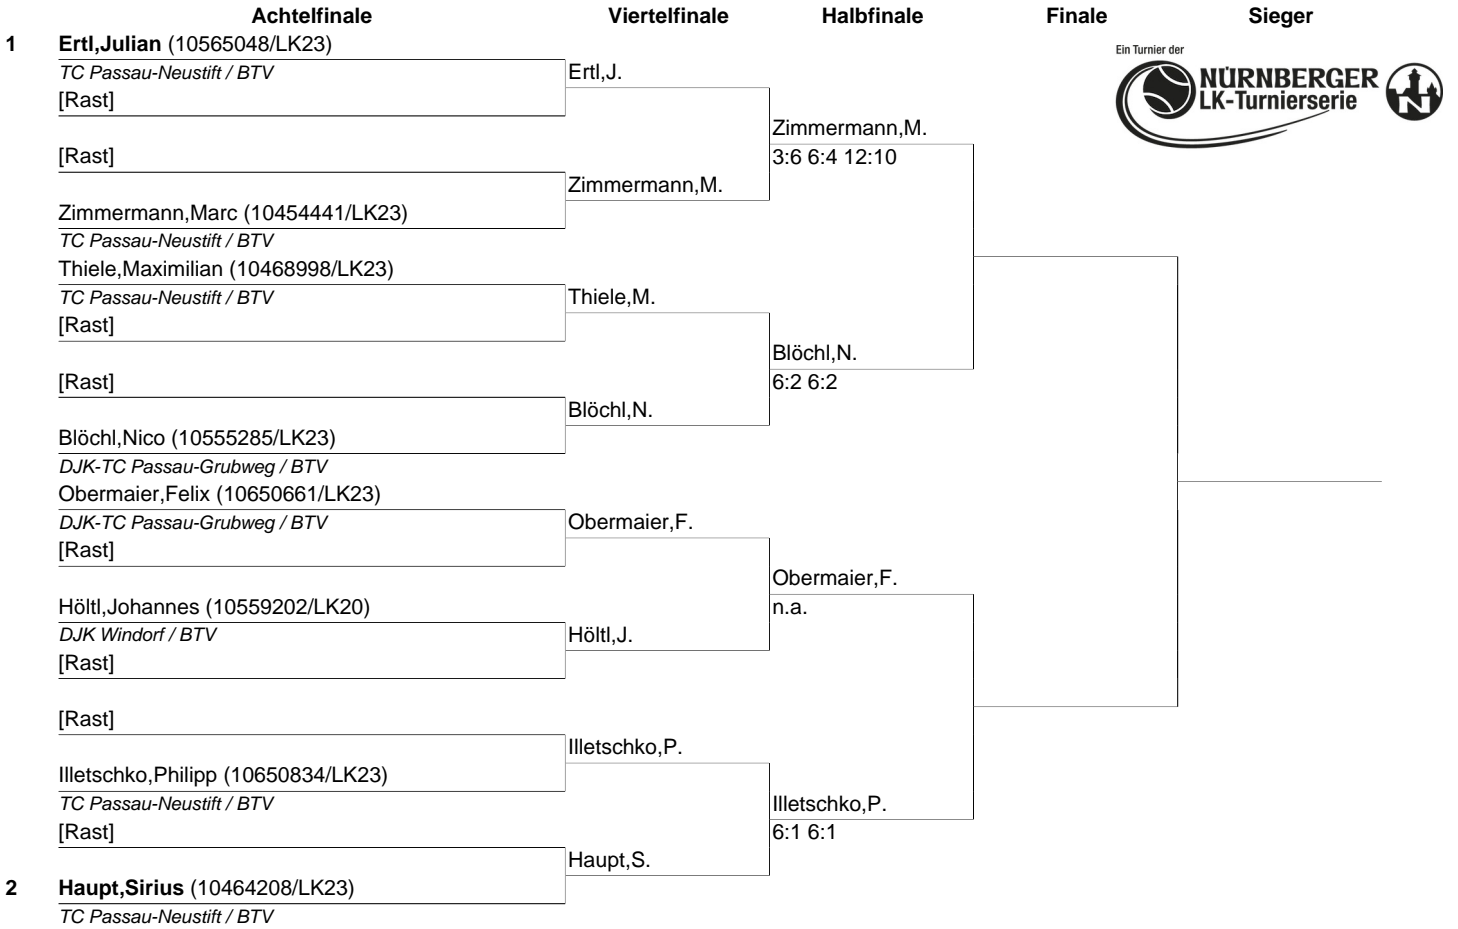 Achtelfinale Viertelfinale Halbfinale Finale Sieger
1 Ertl,Julian (10565048/LK23)
Ein Turnier der
TC Passau-Neustift / BTV
Ertl,J.
NÜRNBERGER
LK-Turnierserie
N
[Rast]
Zimmermann,M.
[Rast]
3:6 6:4 12:10
Zimmermann,M.
Zimmermann,Marc (10454441/LK23)
TC Passau-Neustift / BTV
Thiele,Maximilian (10468998/LK23)
TC Passau-Neustift / BTV
Thiele,M.
[Rast]
Blöchl,N.
[Rast]
6:2 6:2
Blöchl,N.
Blöchl,Nico (10555285/LK23)
DJK-TC Passau-Grubweg / BTV
Obermaier,Felix (10650661/LK23)
DJK-TC Passau-Grubweg / BTV
Obermaier,F.
[Rast]
Obermaier,F.
Höltl,Johannes (10559202/LK20)
n.a.
DJK Windorf / BTV
Höltl,J.
[Rast]
[Rast]
Illetschko,P.
Illetschko,Philipp (10650834/LK23)
TC Passau-Neustift / BTV
Illetschko,P.
[Rast]
6:1 6:1
Haupt,S.
2 Haupt,Sirius (10464208/LK23)
TC Passau-Neustift / BTV